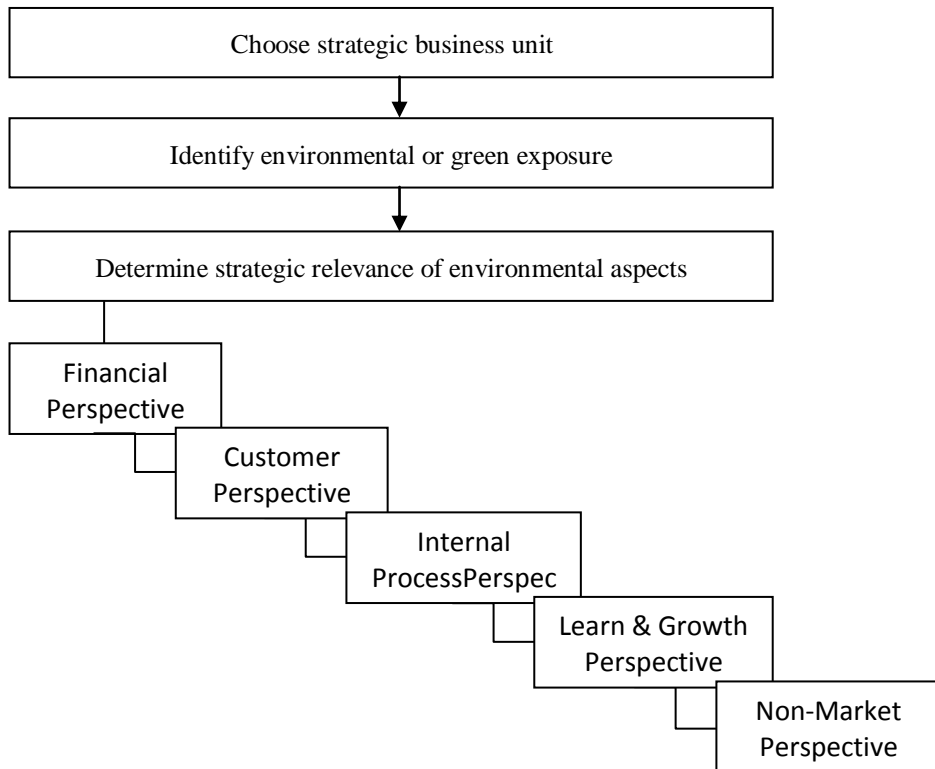 Choose strategic business unit
Identify environmental or green exposure
Determine strategic relevance of environmental aspects
Financial
Perspective
Customer
Perspective
Internal
ProcessPerspec
Learn & Growth
Perspective
Non-Market
Perspective